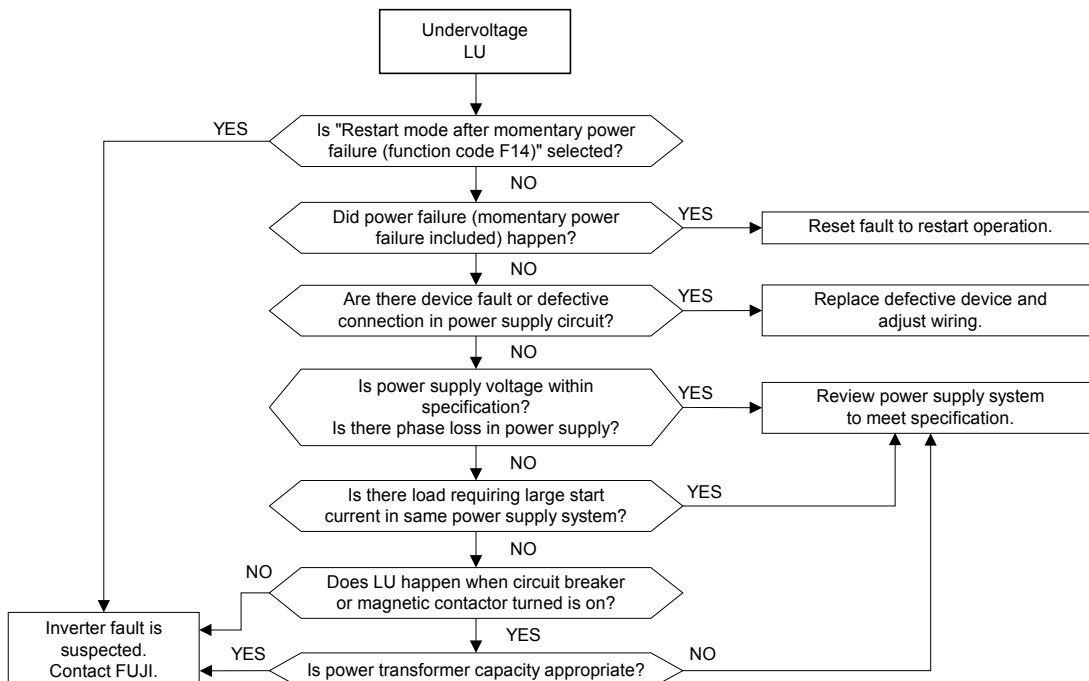 Undervoltage
LU
YES
Is "Restart mode after momentary power
failure (function code F14)" selected?
NO
Did power failure (momentary power
failure included) happen?
YES
Reset fault to restart operation.
NO
Are there device fault or defective
connection in power supply circuit?
YES
Replace defective device and
adjust wiring.
NO
Is power supply voltage within
specification?
Is there phase loss in power supply?
YES
Review power supply system
to meet specification.
NO
Is there load requiring large start
current in same power supply system?
YES
NO
NO
Does LU happen when circuit breaker
or magnetic contactor turned is on?
YES
Inverter fault is
suspected.
Contact FUJI.
YES
Is power transformer capacity appropriate?
NO